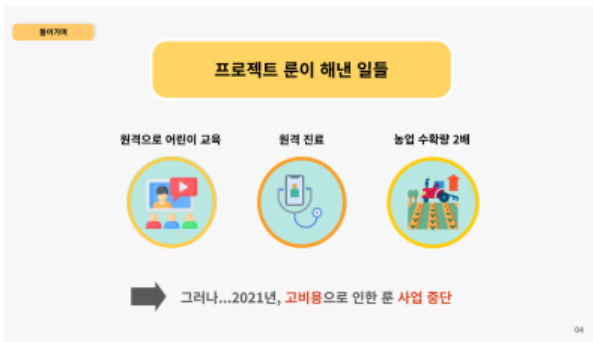 들어가며
프로젝트 룬이 해낸 일들
원격으로 어린이 교육
원격 진료
농업 수확량 2배
그러나...2021년, 고비용으로 인한 룬 사업 중단
04